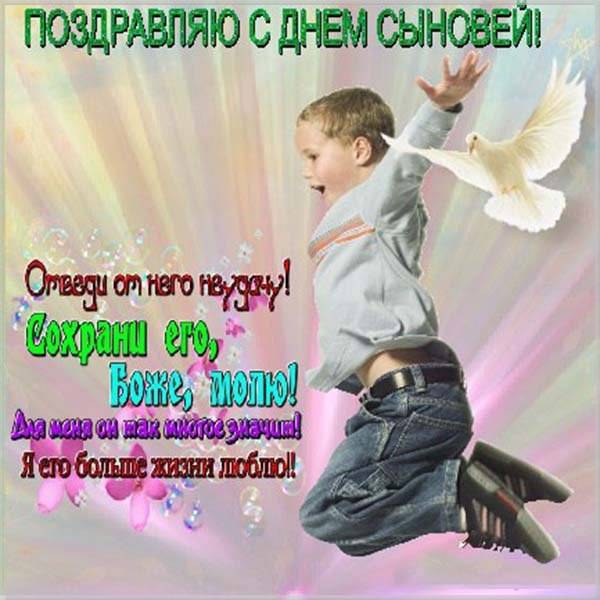 ПОЗДРАВЛЯЮ С ДНЕМ СЫНОВЕЙ!
Отведи от него неудачу!
Сохрани его,
Боже, молю!
Для меня он так многое значит!
Я его больше жизни люблю!!